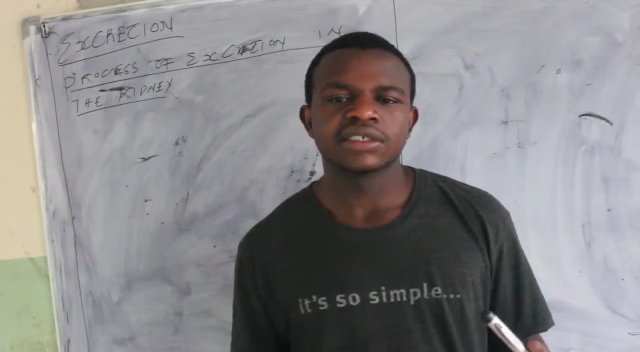 EXCRETION
PROCESS OF EXCRETION IN
THE KIDNEY
it's so simple...